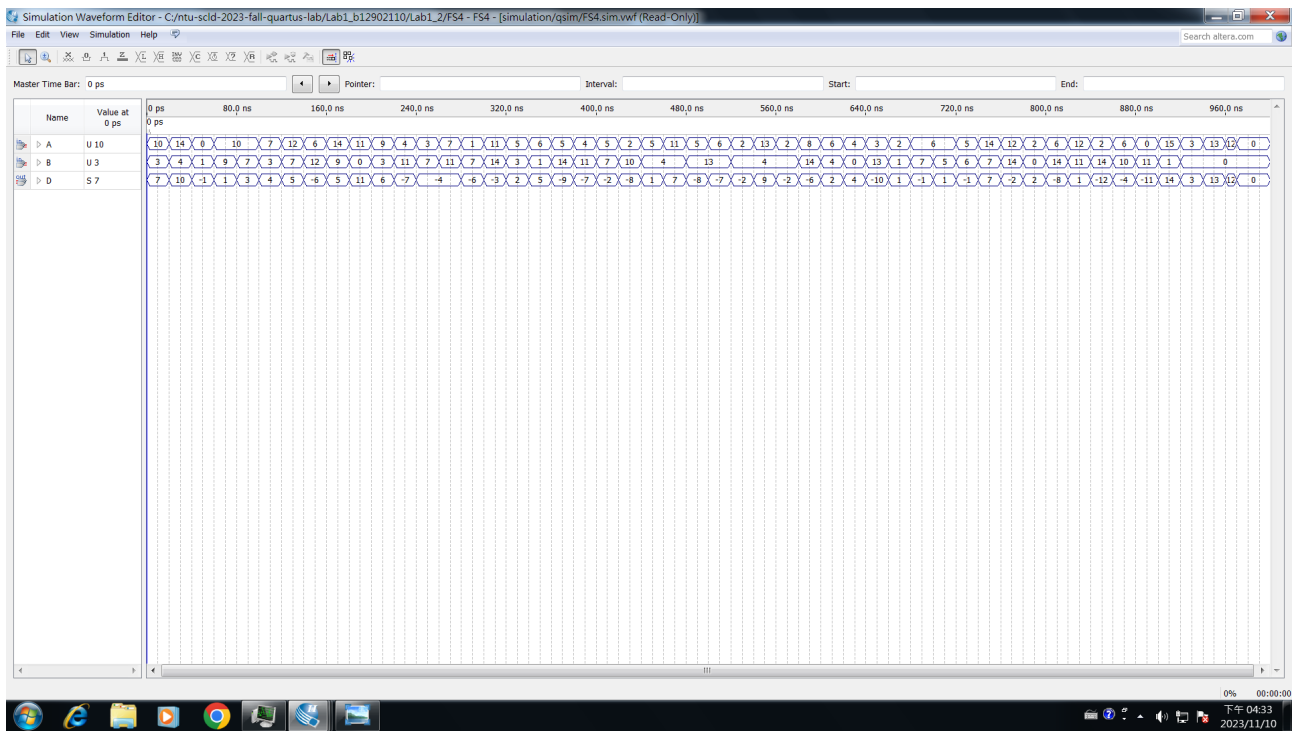 Simulation Waveform Editor - C:/ntu-scld-2023-fall-quartus-lab/Lab1_b12902110/Lab1_2/FS4 - FS4 - [simulation/qsim/FS4.sim.vwf (Read-Only)]
File Edit View Simulation Help
Search altera.com
Master Time Bar: 0 ps Pointer: Interval: Start: End:
Name Value at 0 ps
0 ps 80.0 ns 160.0 ns 240.0 ns 320.0 ns 400.0 ns 480.0 ns 560.0 ns 640.0 ns 720.0 ns 800.0 ns 880.0 ns 960.0 ns
0 ps
A U 10 10 14 0 10 7 12 6 14 11 9 4 3 7 1 11 5 6 5 4 5 2 5 11 5 6 2 13 2 8 6 4 3 2 6 5 14 12 2 6 12 2 6 0 15 3 13 12 0
B U 3 3 4 1 9 7 3 7 12 9 0 3 11 7 11 7 14 3 1 14 11 7 10 4 13 4 14 4 0 13 1 7 5 6 7 14 0 14 11 14 10 11 1 0
D S 7 7 10 -1 1 3 4 5 -6 5 11 6 -7 -4 -6 -3 2 5 -9 -7 -2 -8 1 7 -8 -7 -2 9 -2 -6 2 4 -10 1 -1 1 -1 7 -2 2 -8 1 -12 -4 -11 14 3 13 12 0
0% 00:00:00
下午 04:33
2023/11/10